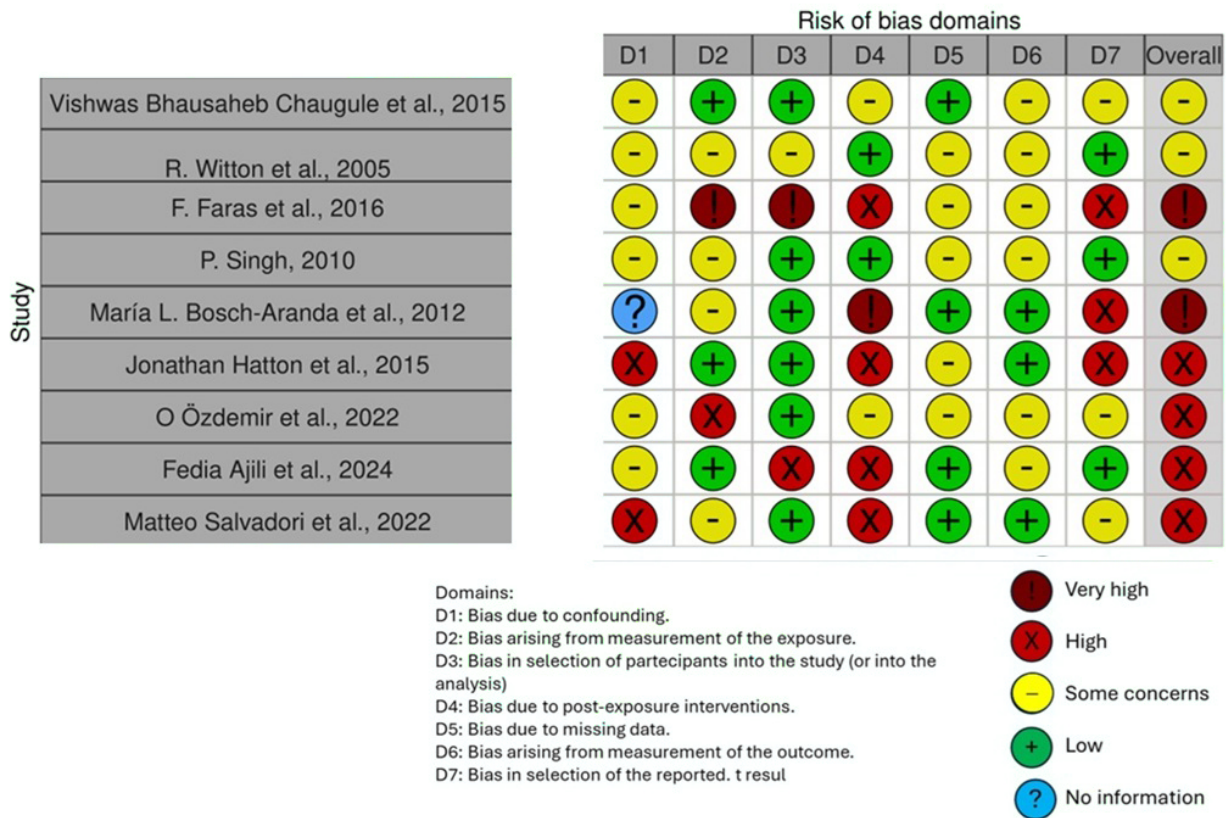 Risk of bias domains
D1 D2 D3 D4 D5 D6 D7 Overall
Study
Vishwas Bhausaheb Chaugule et al., 2015 - + + - + - - -
R. Witton et al., 2005 - - - + - - + -
F. Faras et al., 2016 - ! ! X - - X !
P. Singh, 2010 - - + + - - + -
María L. Bosch-Aranda et al., 2012 ? - + ! + + X !
Jonathan Hatton et al., 2015 X + + X - + X X
O Özdemir et al., 2022 - X + - - - - X
Fedia Ajili et al., 2024 - + X X + - + X
Matteo Salvadori et al., 2022 X - + X + + - X
Domains:
D1: Bias due to confounding.
D2: Bias arising from measurement of the exposure.
D3: Bias in selection of partecipants into the study (or into the
analysis)
D4: Bias due to post-exposure interventions.
D5: Bias due to missing data.
D6: Bias arising from measurement of the outcome.
D7: Bias in selection of the reported. t resul
! Very high
X High
- Some concerns
+ Low
? No information